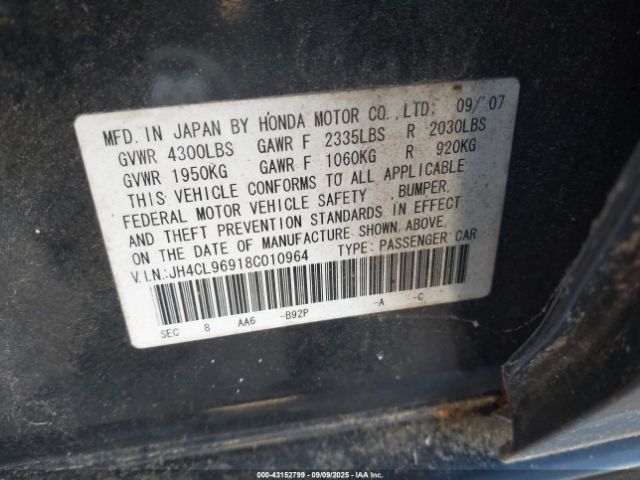 MFD. IN JAPAN BY HONDA MOTOR CO., LTD. 09/'07
GVWR 4300LBS GAWR F 2335LBS R 2030LBS
GVWR 1950KG GAWR F 1060KG R 920KG
THIS VEHICLE CONFORMS TO ALL APPLICABLE
FEDERAL MOTOR VEHICLE SAFETY BUMPER,
AND THEFT PREVENTION STANDARDS IN EFFECT
ON THE DATE OF MANUFACTURE SHOWN ABOVE.
V.I.N.:JH4CL96918C010964 TYPE: PASSENGER CAR
SEC 8 AA6 -B92P -A -C
000-43152799 - 09/09/2025 - IAA Inc.